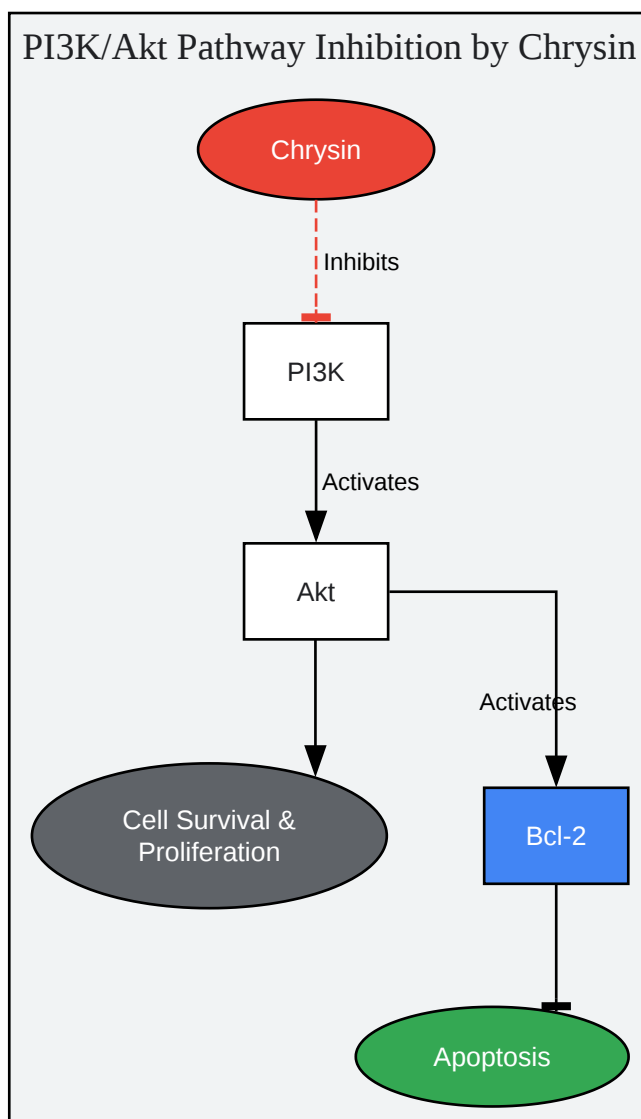 PI3K/Akt Pathway Inhibition by Chrysin
Chrysin
Inhibits
PI3K
Activates
Akt
Activates
Cell Survival &
Proliferation
Bcl-2
Apoptosis